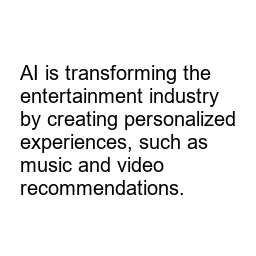 AI is transforming the
entertainment industry
by creating personalized
experiences, such as
music and video
recommendations.